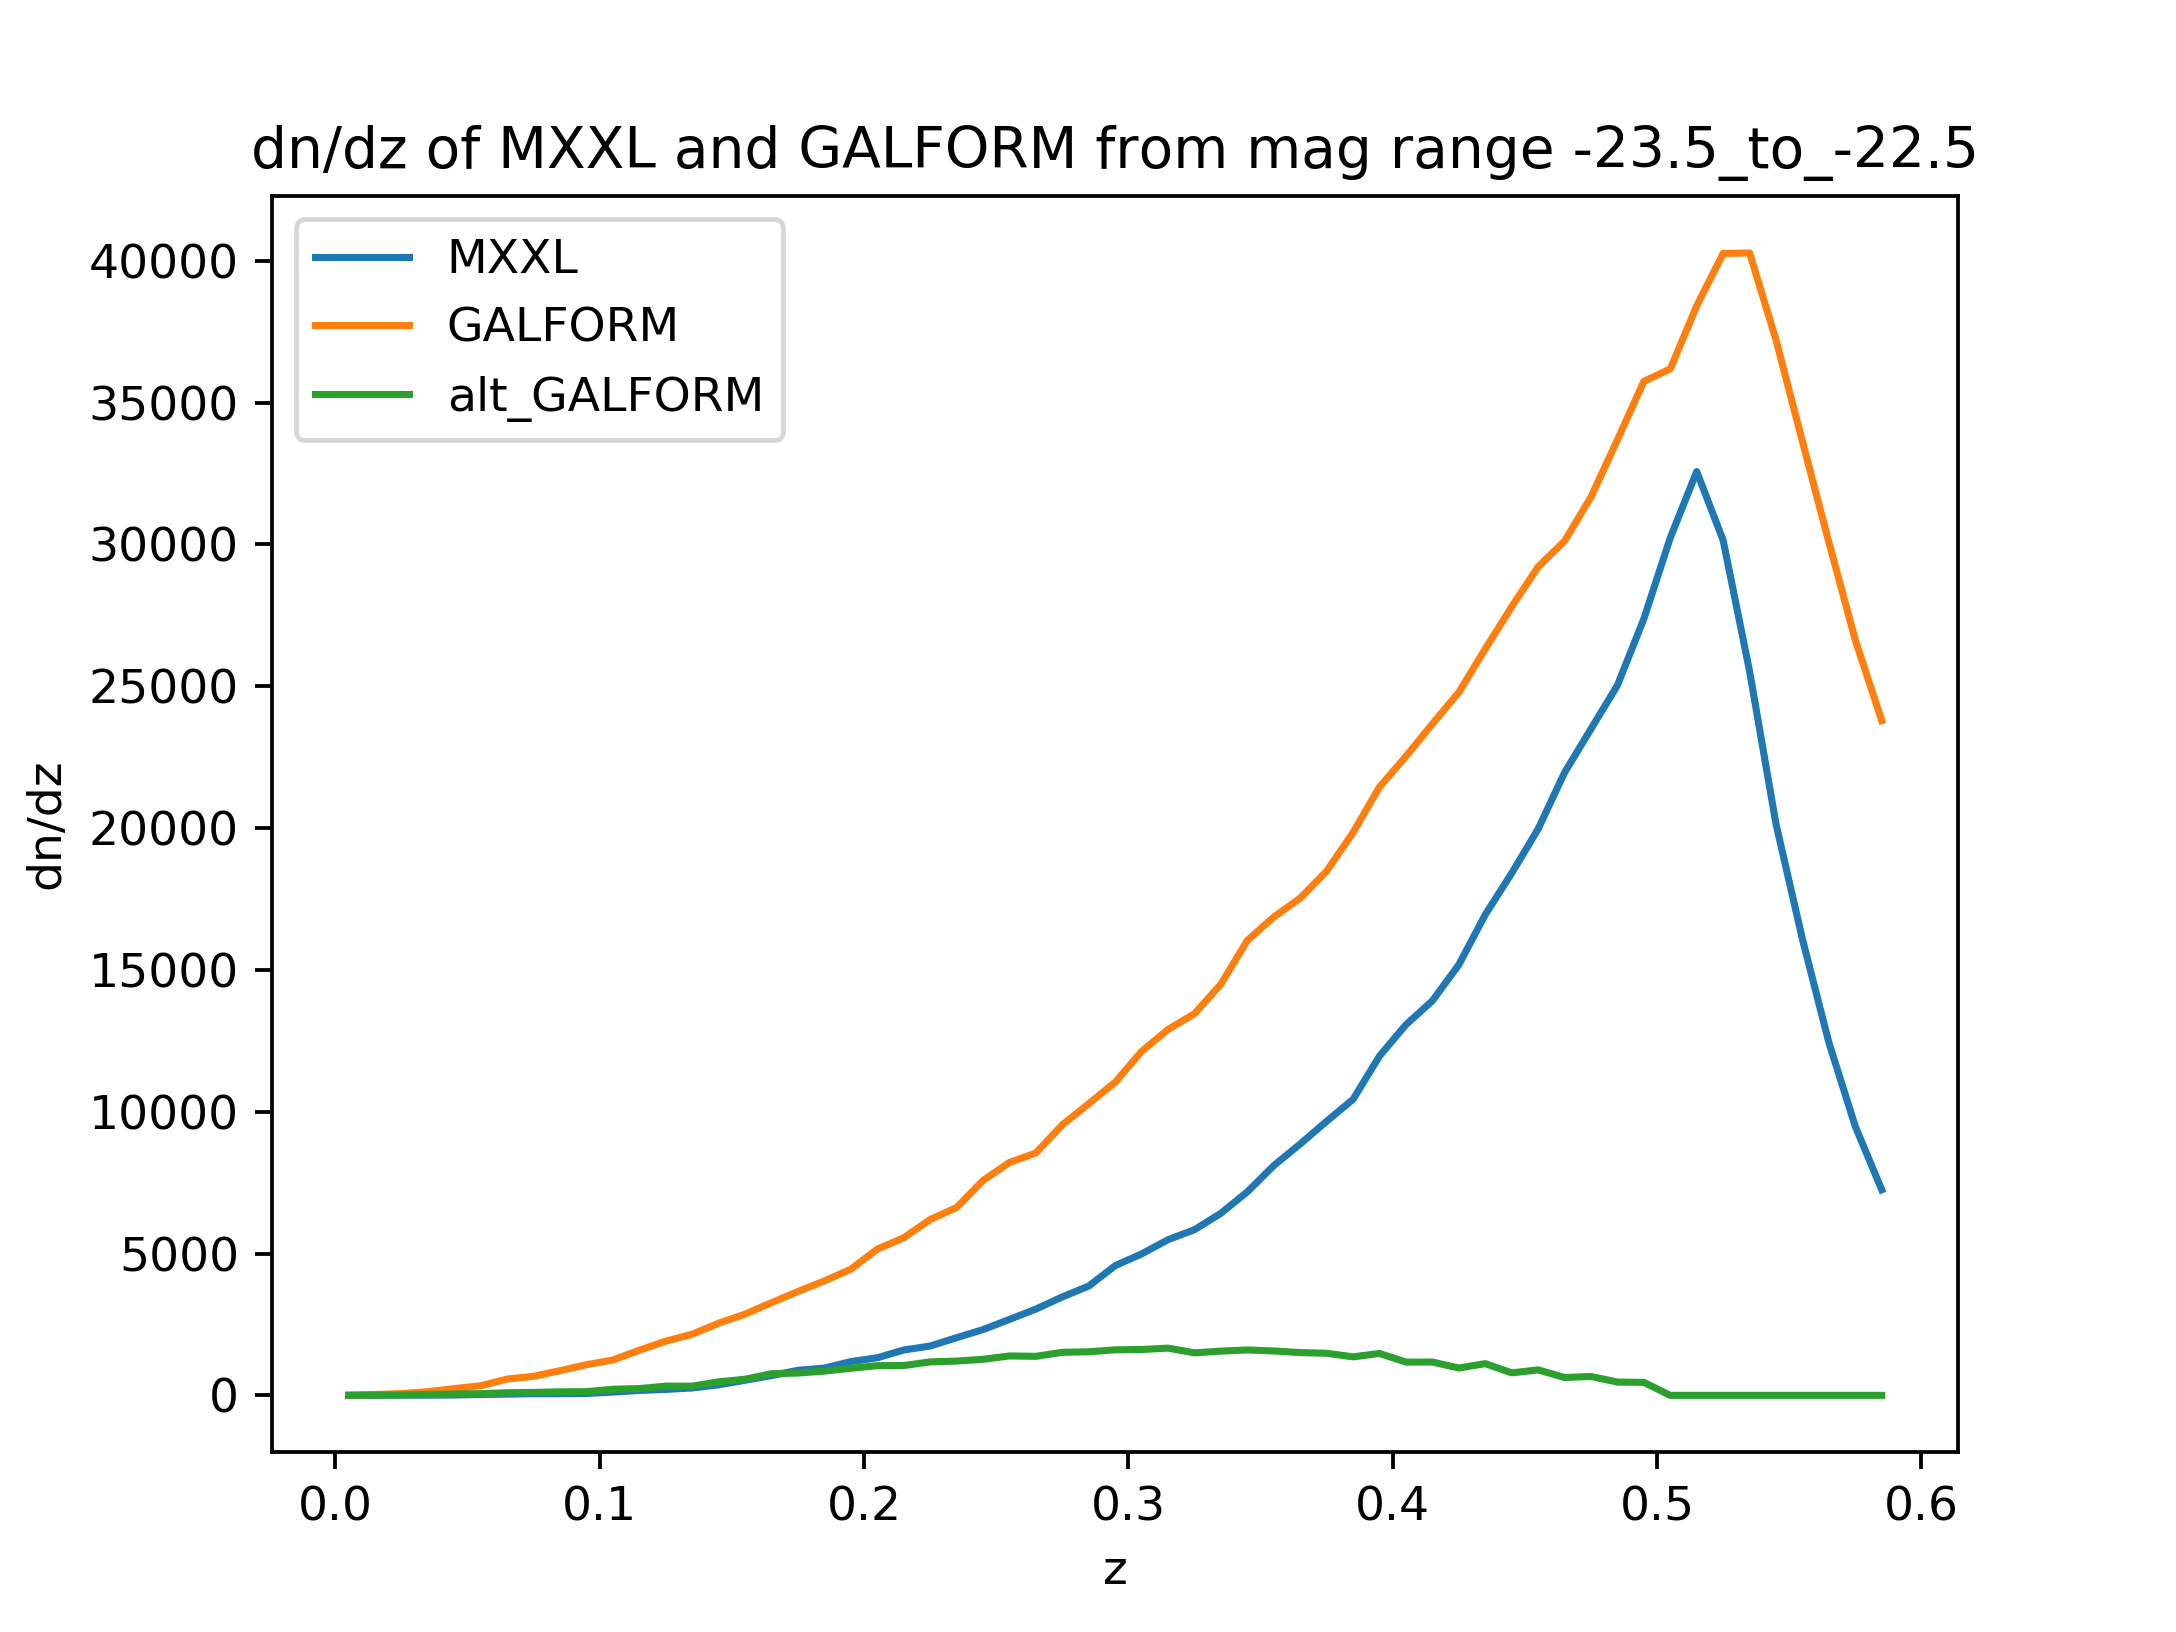 dn/dz of MXXL and GALFORM from mag range -23.5_to_-22.5
MXXL
GALFORM
alt_GALFORM
40000
35000
30000
25000
20000
15000
10000
5000
0
dn/dz
0.0 0.1 0.2 0.3 0.4 0.5 0.6
z